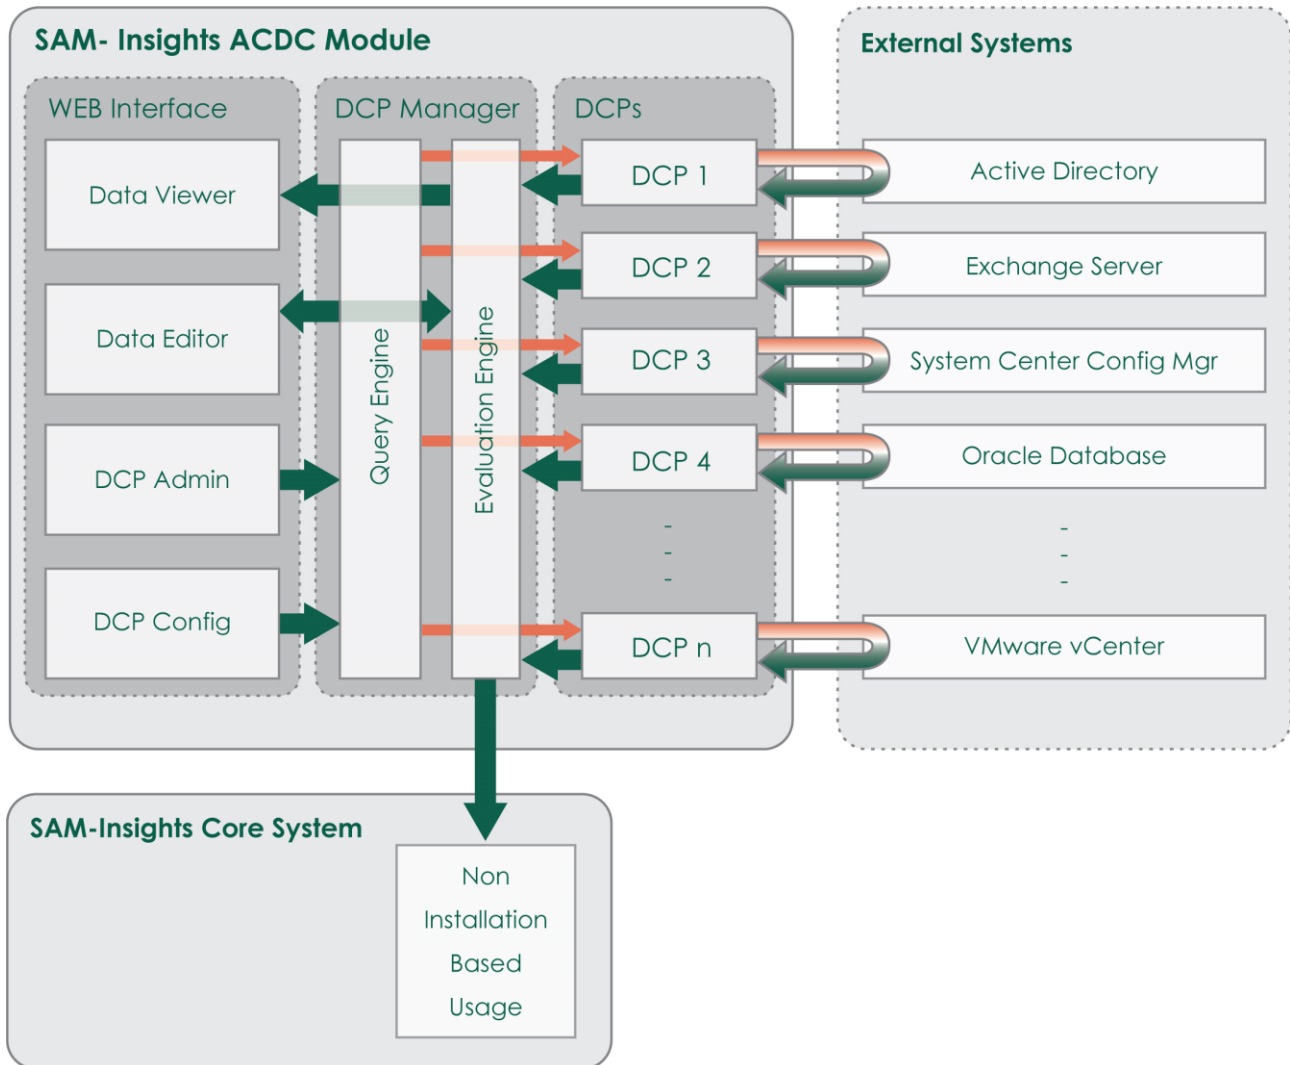 SAM- Insights ACDC Module
External Systems
WEB Interface
DCP Manager
DCPs
Data Viewer
Data Editor
DCP Admin
DCP Config
Query Engine
Evaluation Engine
DCP 1
DCP 2
DCP 3
DCP 4
-
-
-
DCP n
Active Directory
Exchange Server
System Center Config Mgr
Oracle Database
-
-
-
VMware vCenter
SAM-Insights Core System
Non
Installation
Based
Usage